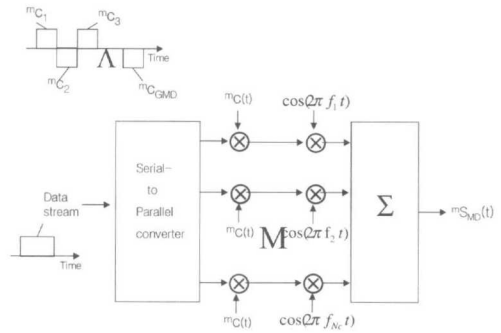 mC1
mC3
Time
Λ
mC2
mCGMD
mC(t)
cos(2π f1 t)
Serial-
to
Parallel
converter
Data
stream
Time
Σ
mSMD(t)
mC(t)
M
cos(2π f2 t)
mC(t)
cos(2π fNc t)